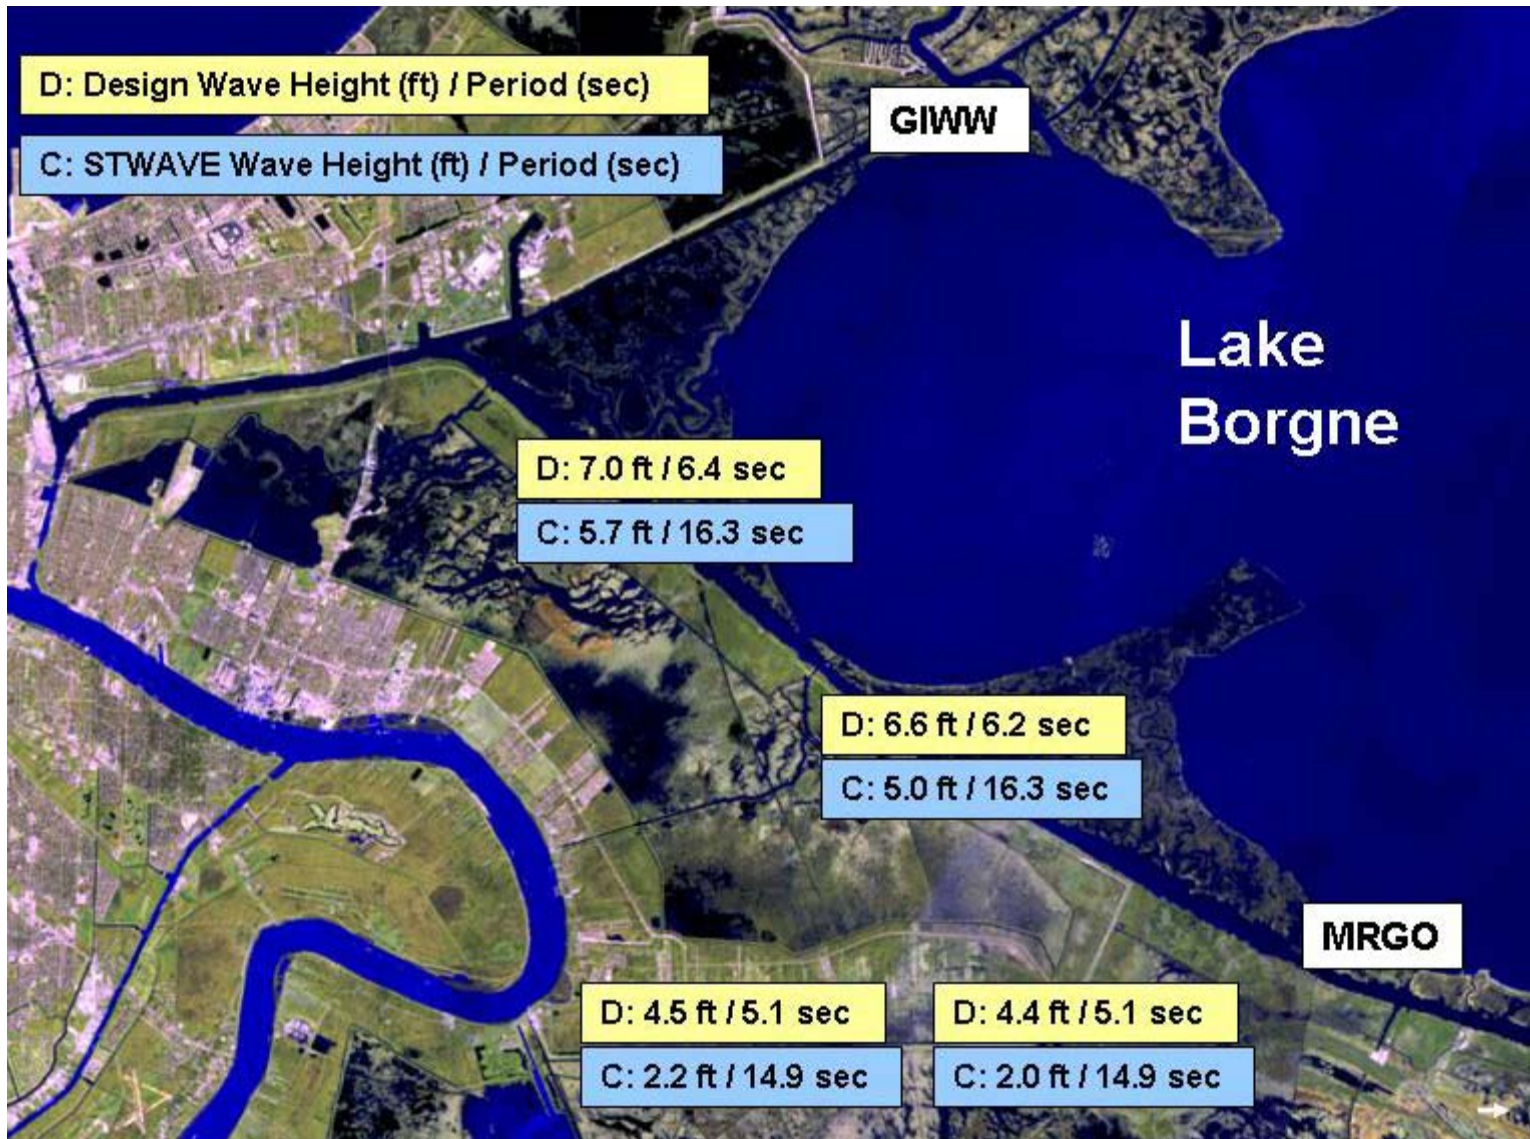 D: Design Wave Height (ft) / Period (sec)
C: STWAVE Wave Height (ft) / Period (sec)
GIWW
Lake
Borgne
D: 7.0 ft / 6.4 sec
C: 5.7 ft / 16.3 sec
D: 6.6 ft / 6.2 sec
C: 5.0 ft / 16.3 sec
MRGO
D: 4.5 ft / 5.1 sec
C: 2.2 ft / 14.9 sec
D: 4.4 ft / 5.1 sec
C: 2.0 ft / 14.9 sec